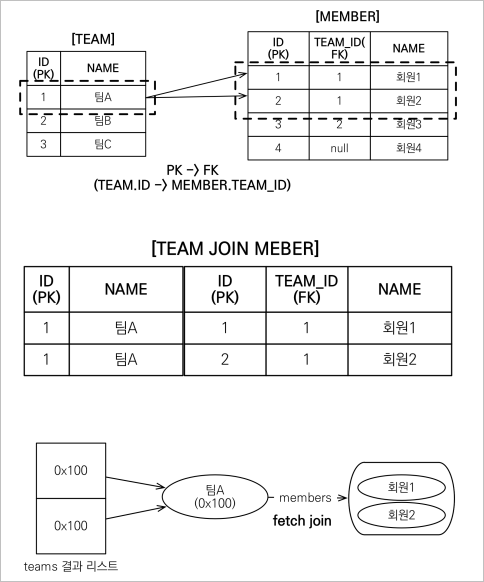 [TEAM]
ID
(PK)
NAME
1 팀A
2 팀B
3 팀C
[MEMBER]
ID
(PK)
TEAM_ID(
FK)
NAME
1 1 회원1
2 1 회원2
3 2 회원3
4 null 회원4
PK -> FK
(TEAM.ID -> MEMBER.TEAM_ID)
[TEAM JOIN MEBER]
ID
(PK)
NAME
ID
(PK)
TEAM_ID
(FK)
NAME
1 팀A 1 1 회원1
1 팀A 2 1 회원2
0x100
0x100
teams 결과 리스트
팀A
(0x100)
members
fetch join
회원1
회원2